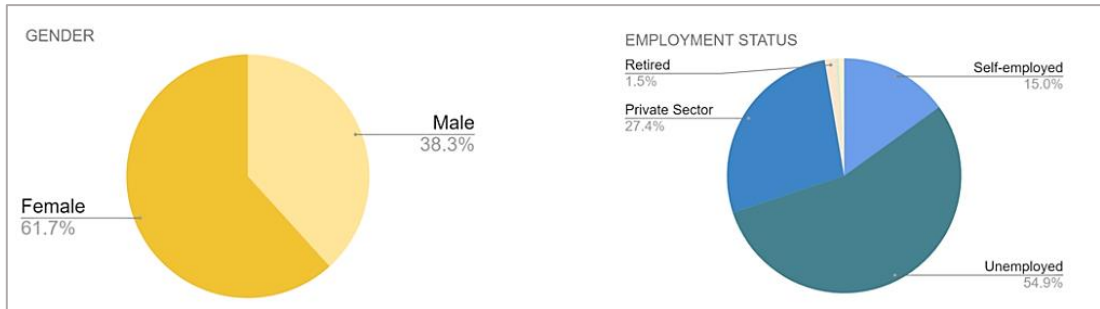 GENDER
Male
38.3%
Female
61.7%
EMPLOYMENT STATUS
Retired
1.5%
Self-employed
15.0%
Private Sector
27.4%
Unemployed
54.9%